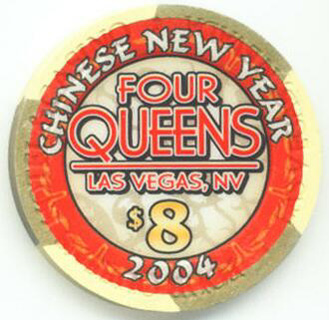 CHINESE NEW YEAR
FOUR
QUEENS
LAS VEGAS, NV
$8
2004